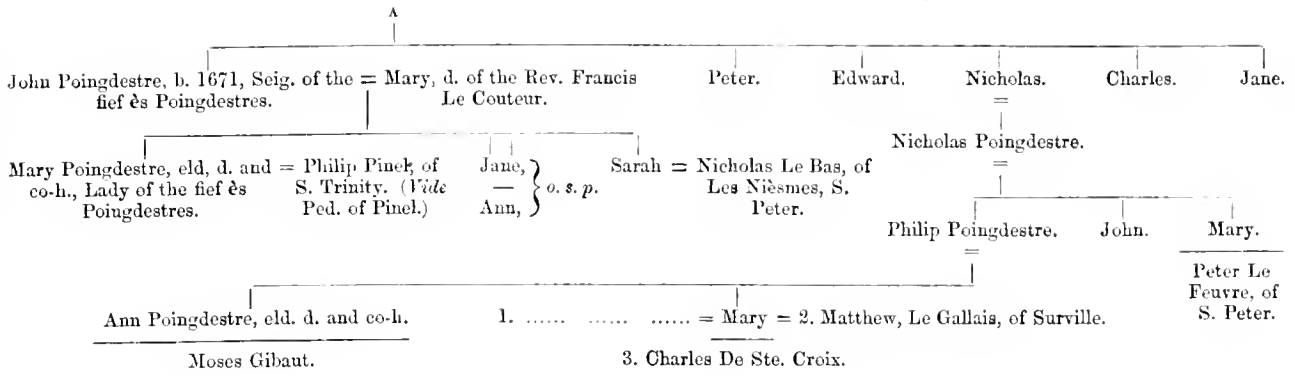 A
John Poingdestre, b. 1671, Seig. of the = Mary, d. of the Rev. Francis Peter. Edward. Nicholas. Charles. Jane.
fief ès Poingdestres. Le Couteur. =
Nicholas Poingdestre.
Mary Poingdestre, eld, d. and = Philip Pinel, of Jane, Sarah = Nicholas Le Bas, of =
co-h., Lady of the fief ès S. Trinity. (Vide — } o. s. p. Les Nièsmes, S.
Poiugdestres. Ped. of Pinel.) Ann, Peter.
Philip Poingdestre. John. Mary.
=
Peter Le
Feuvre, of
S. Peter.
Ann Poingdestre, eld. d. and co-h. 1. ...... ...... ...... = Mary = 2. Matthew, Le Gallais, of Surville.
Moses Gibaut. 3. Charles De Ste. Croix.